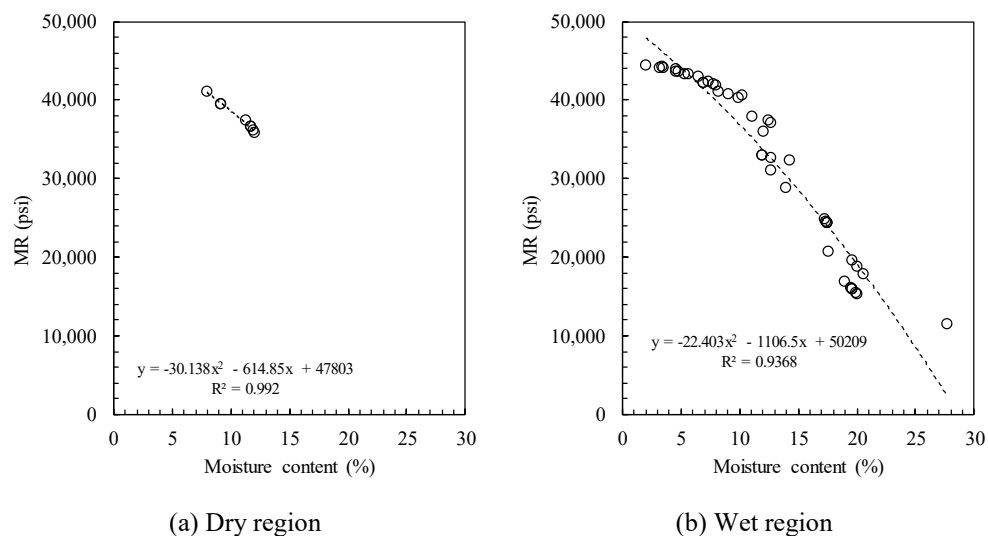 50,000
40,000
30,000
20,000
10,000
0
MR (psi)
y = -30.138x² - 614.85x + 47803
R² = 0.992
0 5 10 15 20 25 30
Moisture content (%)
(a) Dry region
50,000
40,000
30,000
20,000
10,000
0
MR (psi)
y = -22.403x² - 1106.5x + 50209
R² = 0.9368
0 5 10 15 20 25 30
Moisture content (%)
(b) Wet region